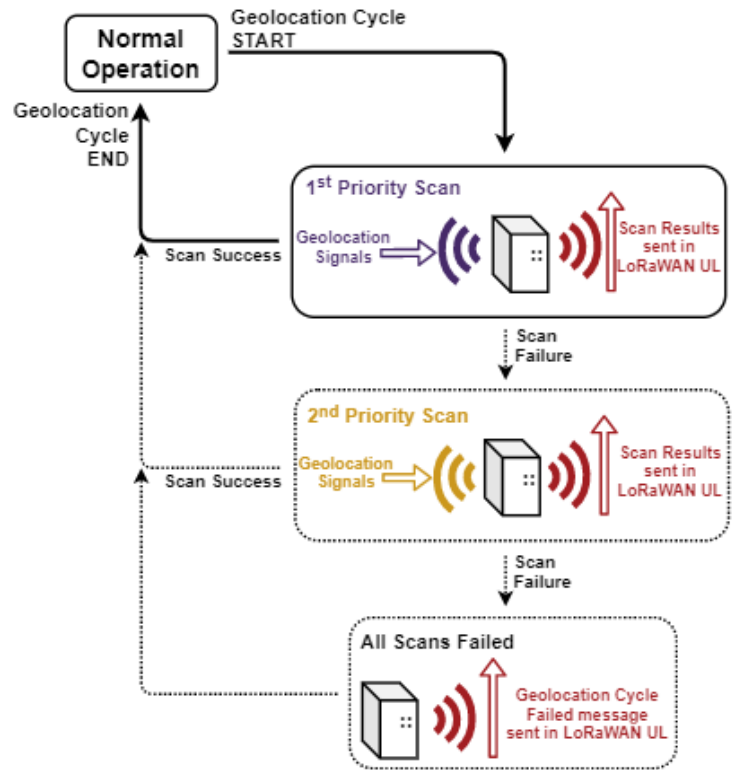 Normal
Operation
Geolocation Cycle
START
Geolocation
Cycle
END
1st Priority Scan
Geolocation
Signals
Scan Results
sent in
LoRaWAN UL
Scan Success
Scan
Failure
2nd Priority Scan
Geolocation
Signals
Scan Results
sent in
LoRaWAN UL
Scan Success
Scan
Failure
All Scans Failed
Geolocation Cycle
Failed message
sent in LoRaWAN UL